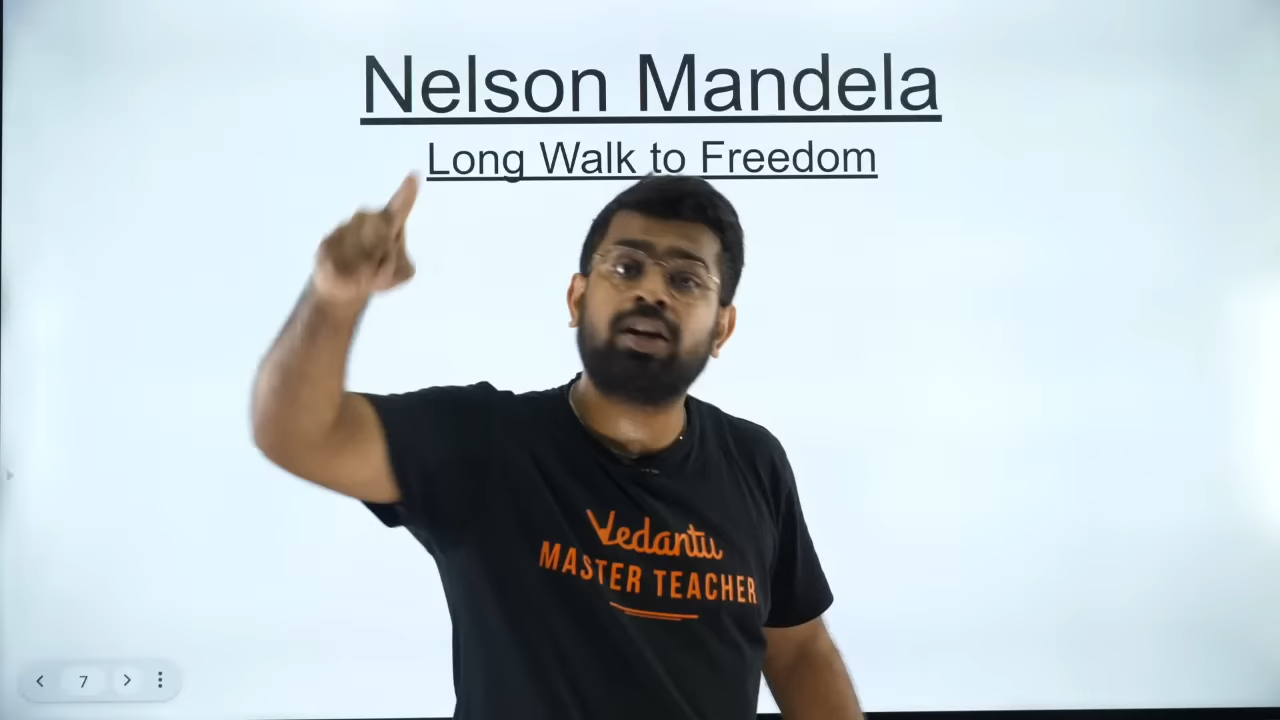 Nelson Mandela
Long Walk to Freedom
Vedantu
MASTER TEACHER
7